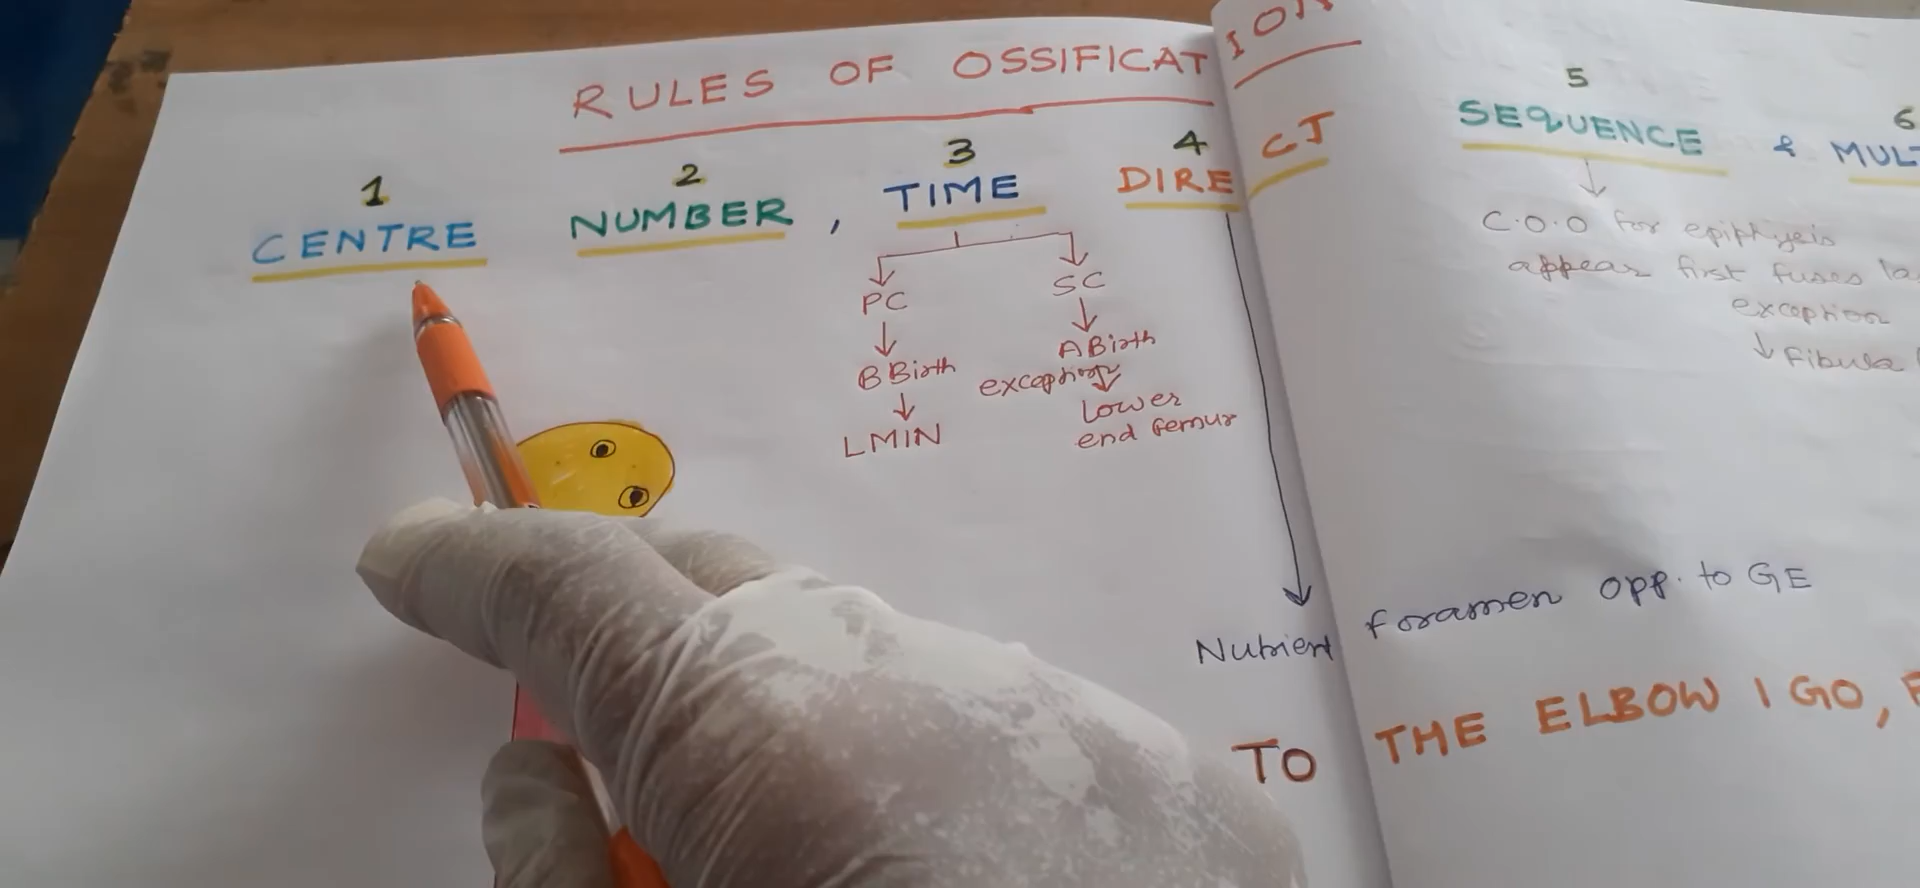 RULES OF OSSIFICATION
1 2 3 4 5 6
CENTRE NUMBER, TIME DIRECT SEQUENCE & MULT
PC SC
B Birth A Birth
LMIN exception
Lower
end femur
C.O.O for epiphysis
appear first fuses la
exception
Fibula
Nutrient foramen opp. to GE
TO THE ELBOW I GO, F